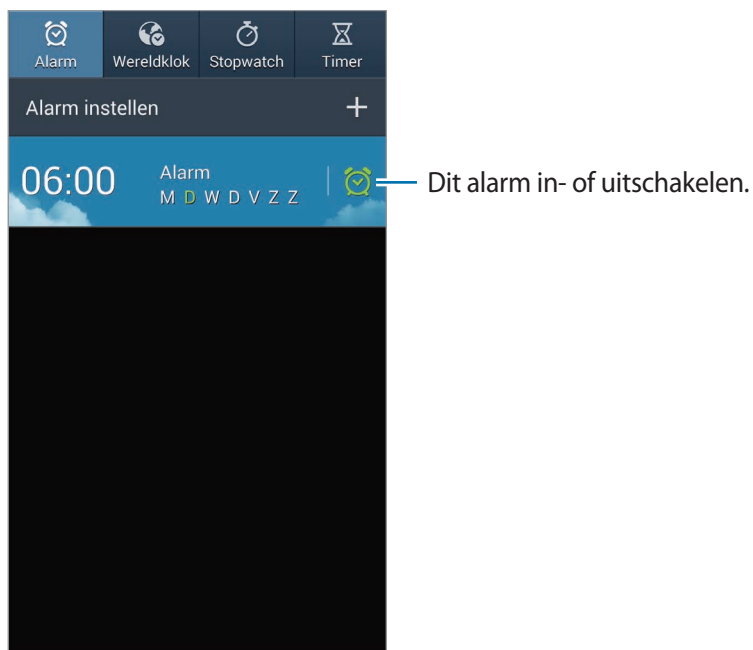 Alarm Wereldklok Stopwatch Timer
Alarm instellen
06:00 Alarm
M D W D V Z Z
Dit alarm in- of uitschakelen.